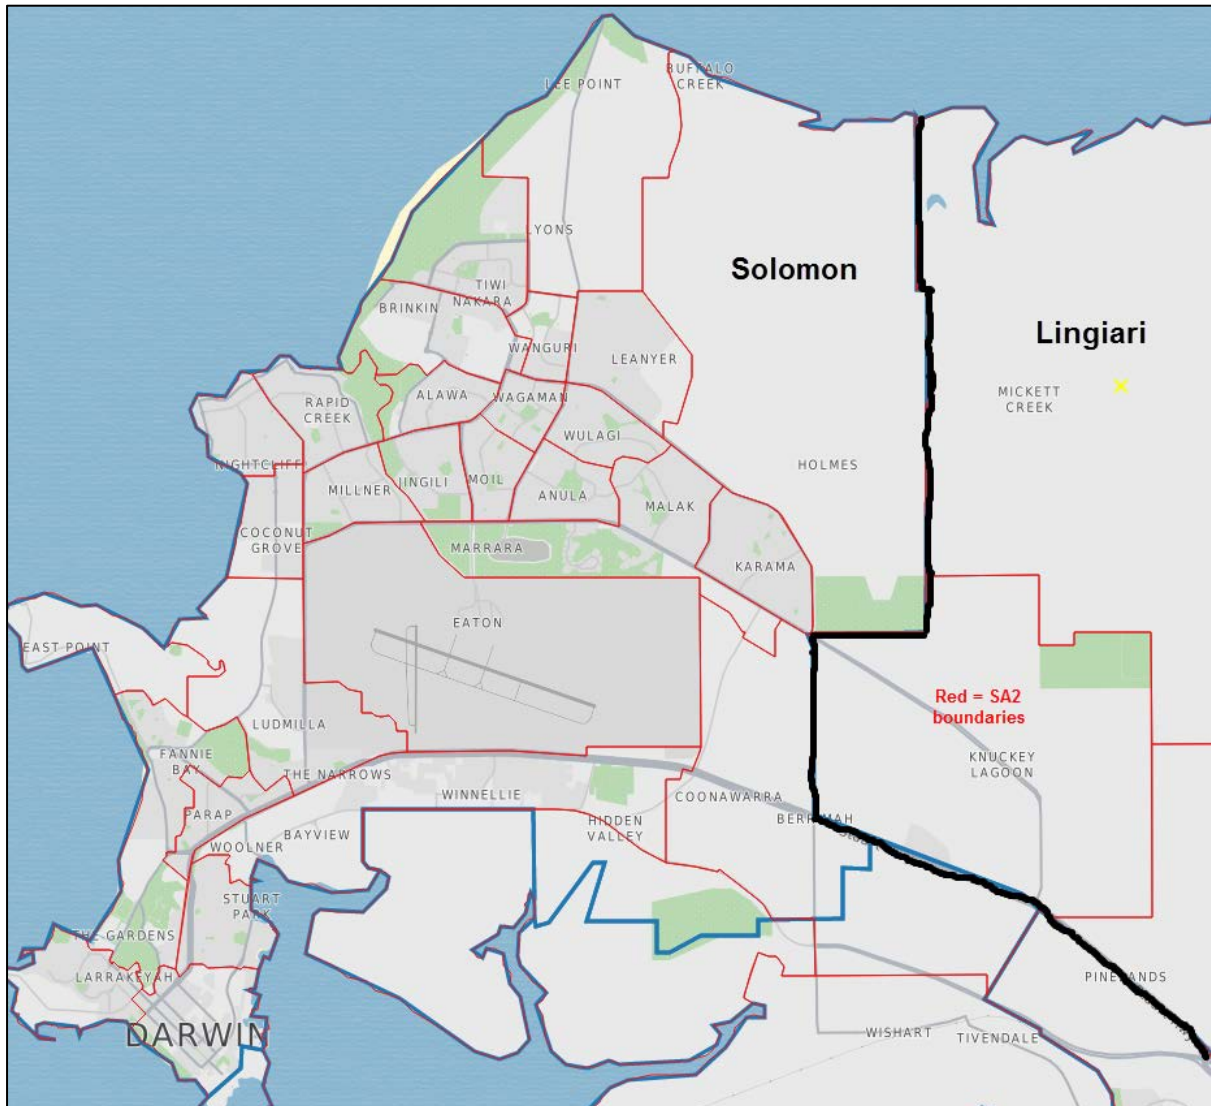 LEE POINT
BUFFALO
CREEK
LYONS
Solomon
TIWI
NAKARA
BRINKIN
Lingiari
WANGURI
LEANYER
MICKETT
CREEK
ALAWA
WAGAMAN
RAPID
CREEK
WULAGI
NIGHTCLIFF
HOLMES
MILLNER
JINGILI
MOIL
ANULA
MALAK
COCONUT
GROVE
MARRARA
KARAMA
EATON
EAST POINT
Red = SA2
boundaries
LUDMILLA
FANNIE
BAY
THE NARROWS
KNUCKEY
LAGOON
WINNELLIE
COONAWARRA
PARAP
BAYVIEW
HIDDEN
VALLEY
BERRIMAH
WOOLNER
STUART
PARK
THE GARDENS
LARRAKEYAH
PINELANDS
DARWIN
WISHART
TIVENDALE